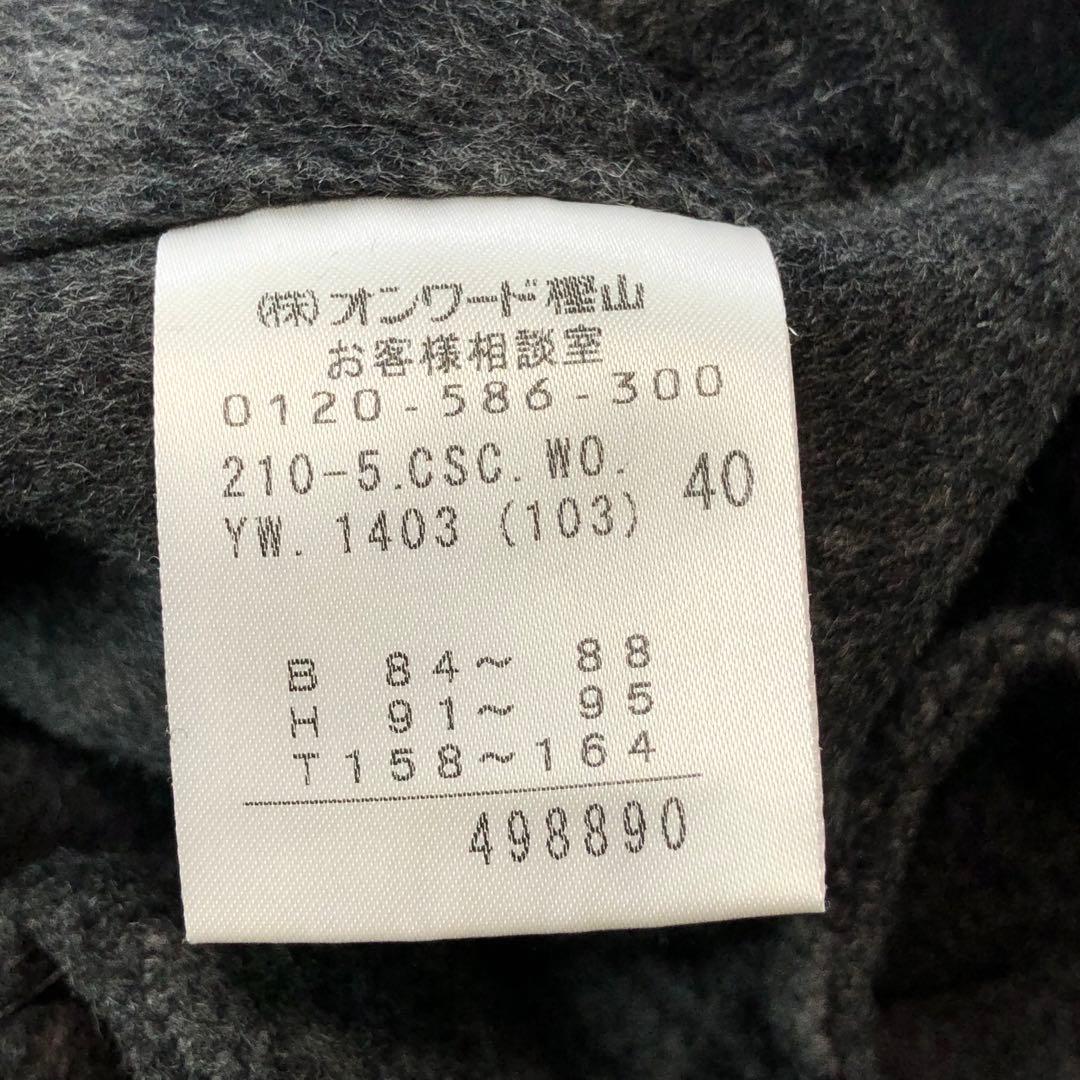 (株)オンワード樫山
お客様相談室
0120-586-300
210-5.CSC.WO. 40
YW.1403 (103)
B 84～ 88
H 91～ 95
T158～164
498890